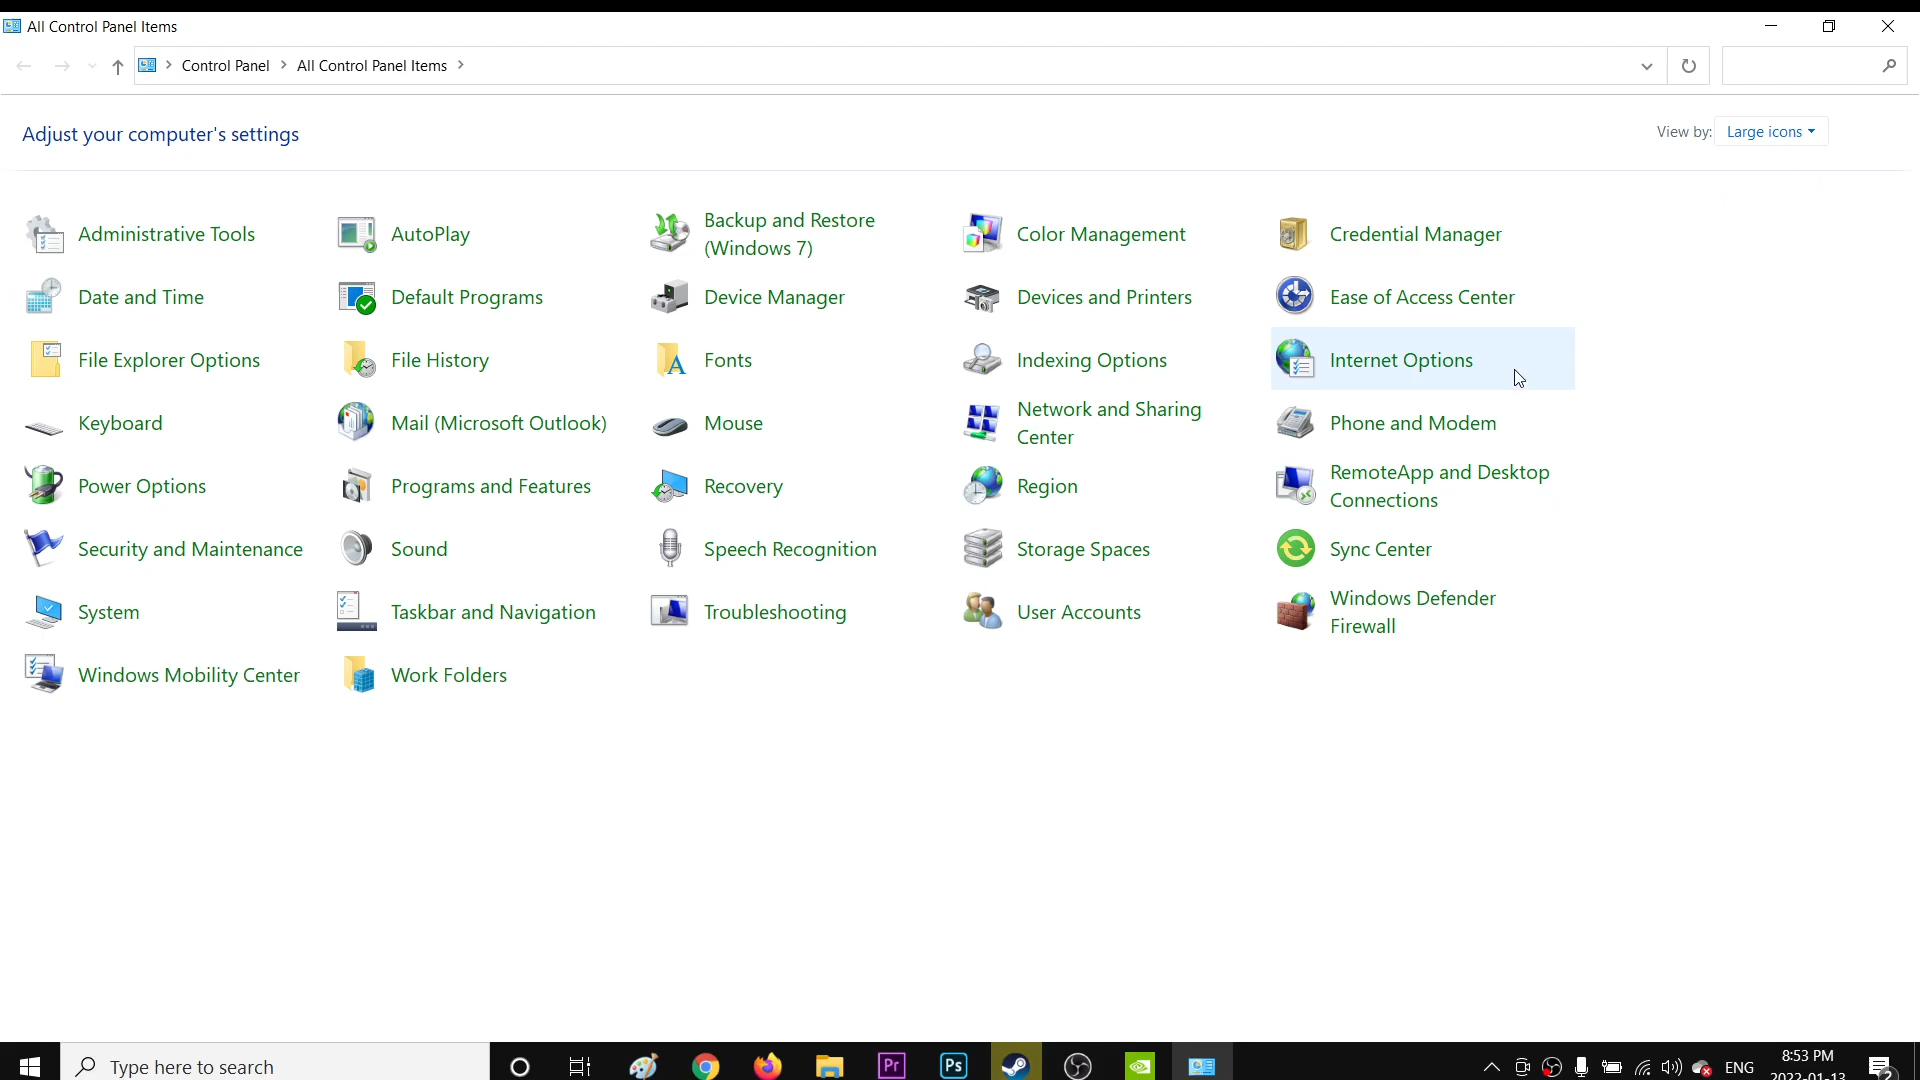 All Control Panel Items
Control Panel > All Control Panel Items >
Adjust your computer's settings
View by: Large icons
Administrative Tools
AutoPlay
Backup and Restore
(Windows 7)
Color Management
Credential Manager
Date and Time
Default Programs
Device Manager
Devices and Printers
Ease of Access Center
File Explorer Options
File History
Fonts
Indexing Options
Internet Options
Keyboard
Mail (Microsoft Outlook)
Mouse
Network and Sharing
Center
Phone and Modem
Power Options
Programs and Features
Recovery
Region
RemoteApp and Desktop
Connections
Security and Maintenance
Sound
Speech Recognition
Storage Spaces
Sync Center
System
Taskbar and Navigation
Troubleshooting
User Accounts
Windows Defender
Firewall
Windows Mobility Center
Work Folders
Type here to search
Pr
Ps
ENG
8:53 PM
2022-01-13
2